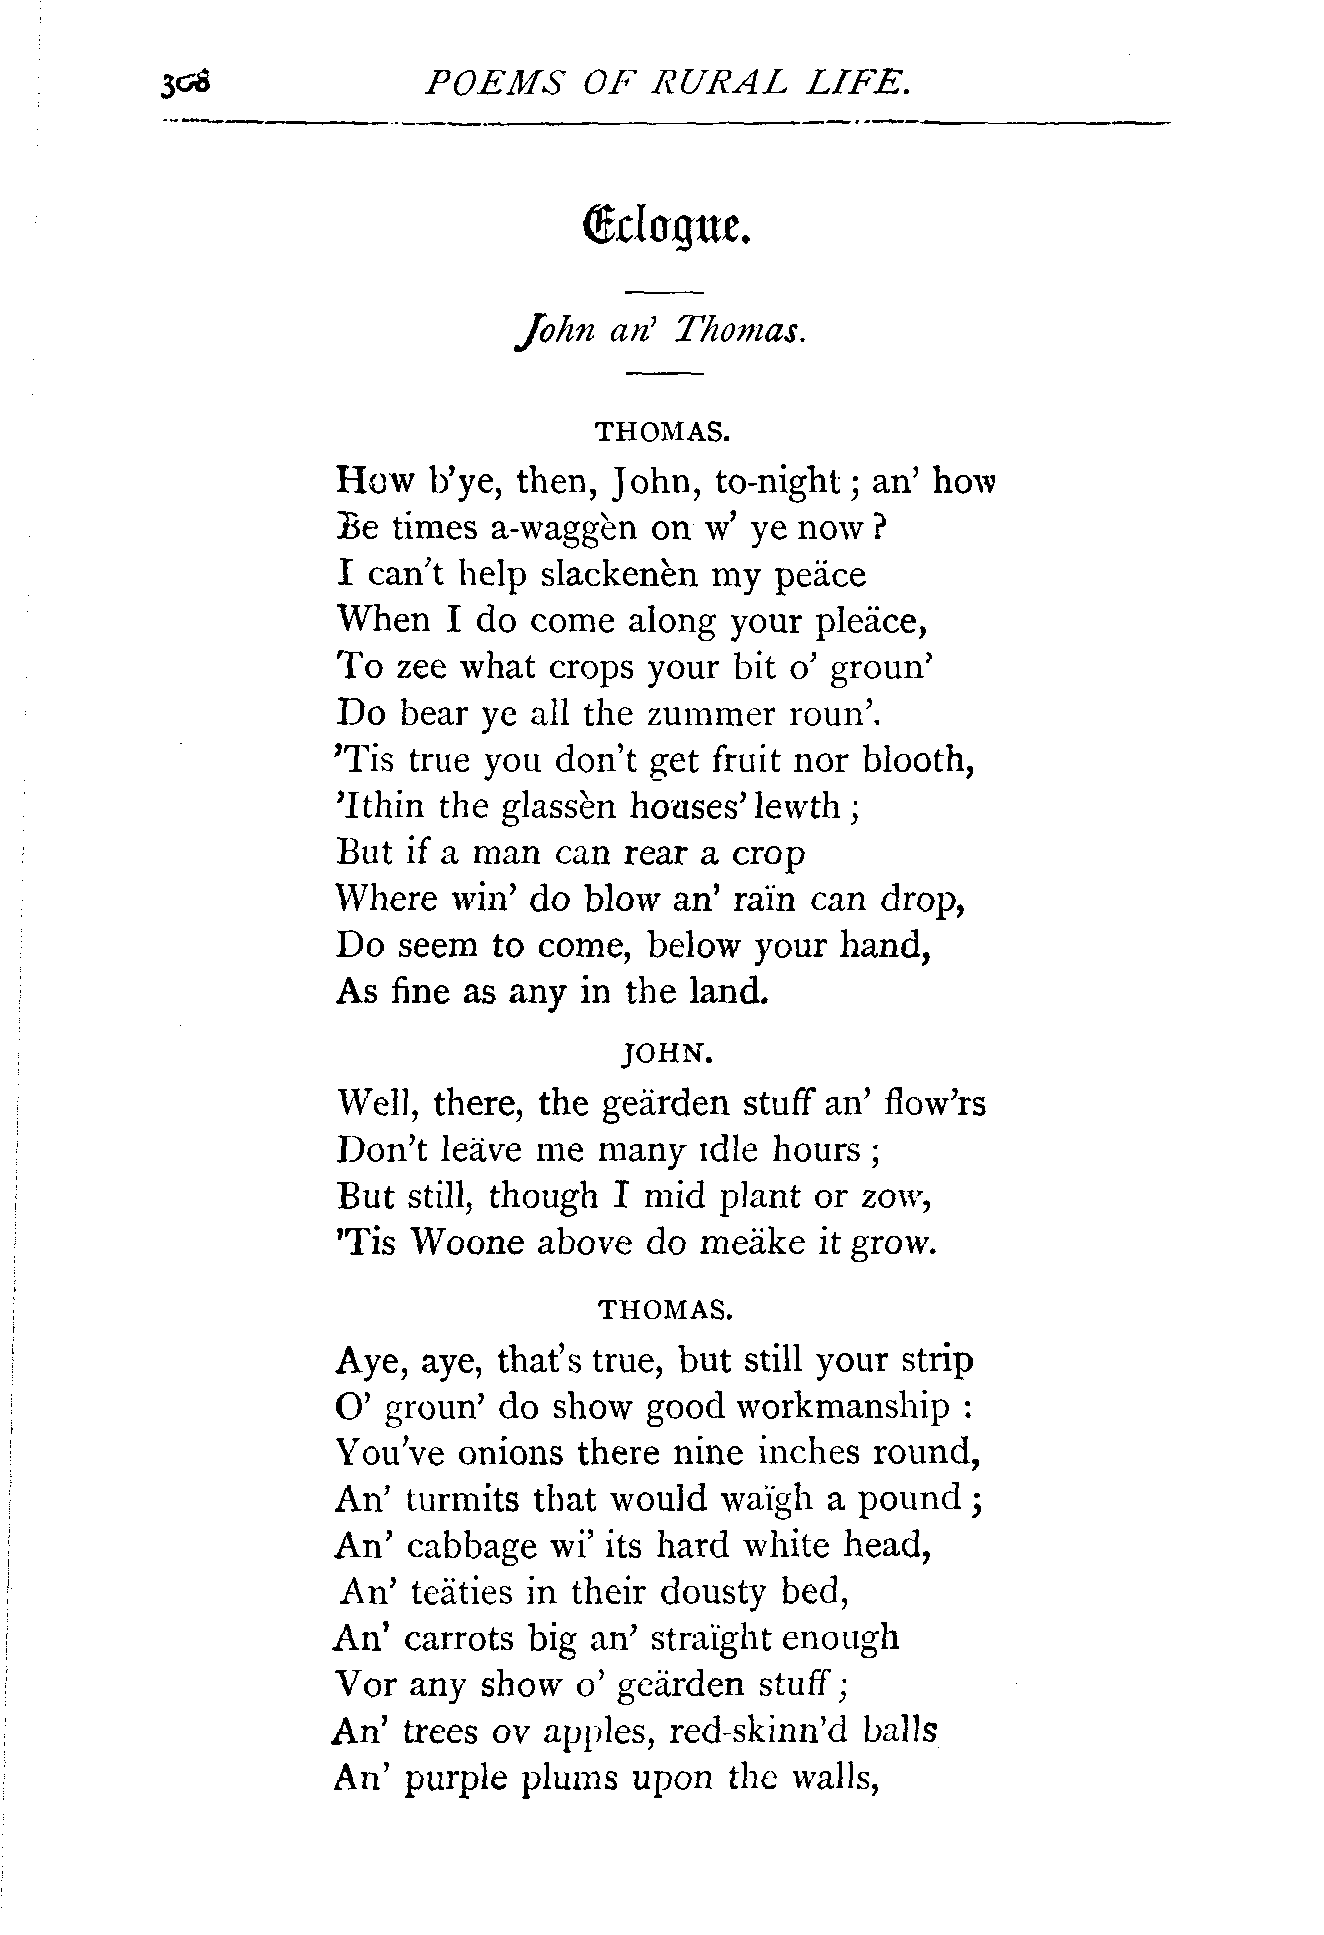 308 POEMS OF RURAL LIFE.
Eclogue.
John an' Thomas.
THOMAS.
How b'ye, then, John, to-night ; an' how
Be times a-waggèn on w' ye now ?
I can't help slackenèn my peäce
When I do come along your pleäce,
To zee what crops your bit o' groun'
Do bear ye all the zummer roun'.
'Tis true you don't get fruit nor blooth,
'Ithin the glassèn houses' lewth ;
But if a man can rear a crop
Where win' do blow an' raïn can drop,
Do seem to come, below your hand,
As fine as any in the land.
JOHN.
Well, there, the geärden stuff an' flow'rs
Don't leäve me many idle hours ;
But still, though I mid plant or zow,
'Tis Woone above do meäke it grow.
THOMAS.
Aye, aye, that's true, but still your strip
O' groun' do show good workmanship :
You've onions there nine inches round,
An' turmits that would waïgh a pound ;
An' cabbage wi' its hard white head,
An' teäties in their dousty bed,
An' carrots big an' straïght enough
Vor any show o' geärden stuff ;
An' trees ov apples, red-skinn'd balls
An' purple plums upon the walls,